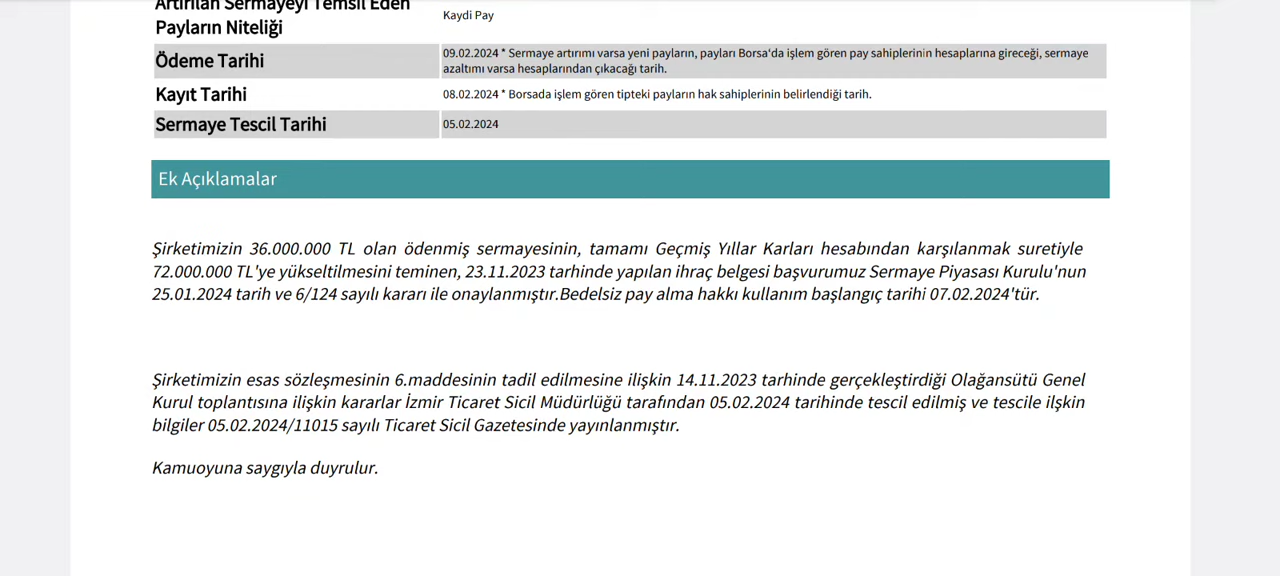 Artırılan Sermayeyi Temsil Eden
Payların Niteliği
Kaydi Pay
Ödeme Tarihi
09.02.2024 * Sermaye artırımı varsa yeni payların, payları Borsa'da işlem gören pay sahiplerinin hesaplarına gireceği, sermaye
azaltımı varsa hesaplarından çıkacağı tarih.
Kayıt Tarihi
08.02.2024 * Borsada işlem gören tipteki payların hak sahiplerinin belirlendiği tarih.
Sermaye Tescil Tarihi
05.02.2024
Ek Açıklamalar
Şirketimizin 36.000.000 TL olan ödenmiş sermayesinin, tamamı Geçmiş Yıllar Karları hesabından karşılanmak suretiyle
72.000.000 TL'ye yükseltilmesini teminen, 23.11.2023 tarhinde yapılan ihraç belgesi başvurumuz Sermaye Piyasası Kurulu'nun
25.01.2024 tarih ve 6/124 sayılı kararı ile onaylanmıştır.Bedelsiz pay alma hakkı kullanım başlangıç tarihi 07.02.2024'tür.
Şirketimizin esas sözleşmesinin 6.maddesinin tadil edilmesine ilişkin 14.11.2023 tarhinde gerçekleştirdiği Olağansütü Genel
Kurul toplantısına ilişkin kararlar İzmir Ticaret Sicil Müdürlüğü tarafından 05.02.2024 tarihinde tescil edilmiş ve tescile ilşkin
bilgiler 05.02.2024/11015 sayılı Ticaret Sicil Gazetesinde yayınlanmıştır.
Kamuoyuna saygıyla duyrulur.